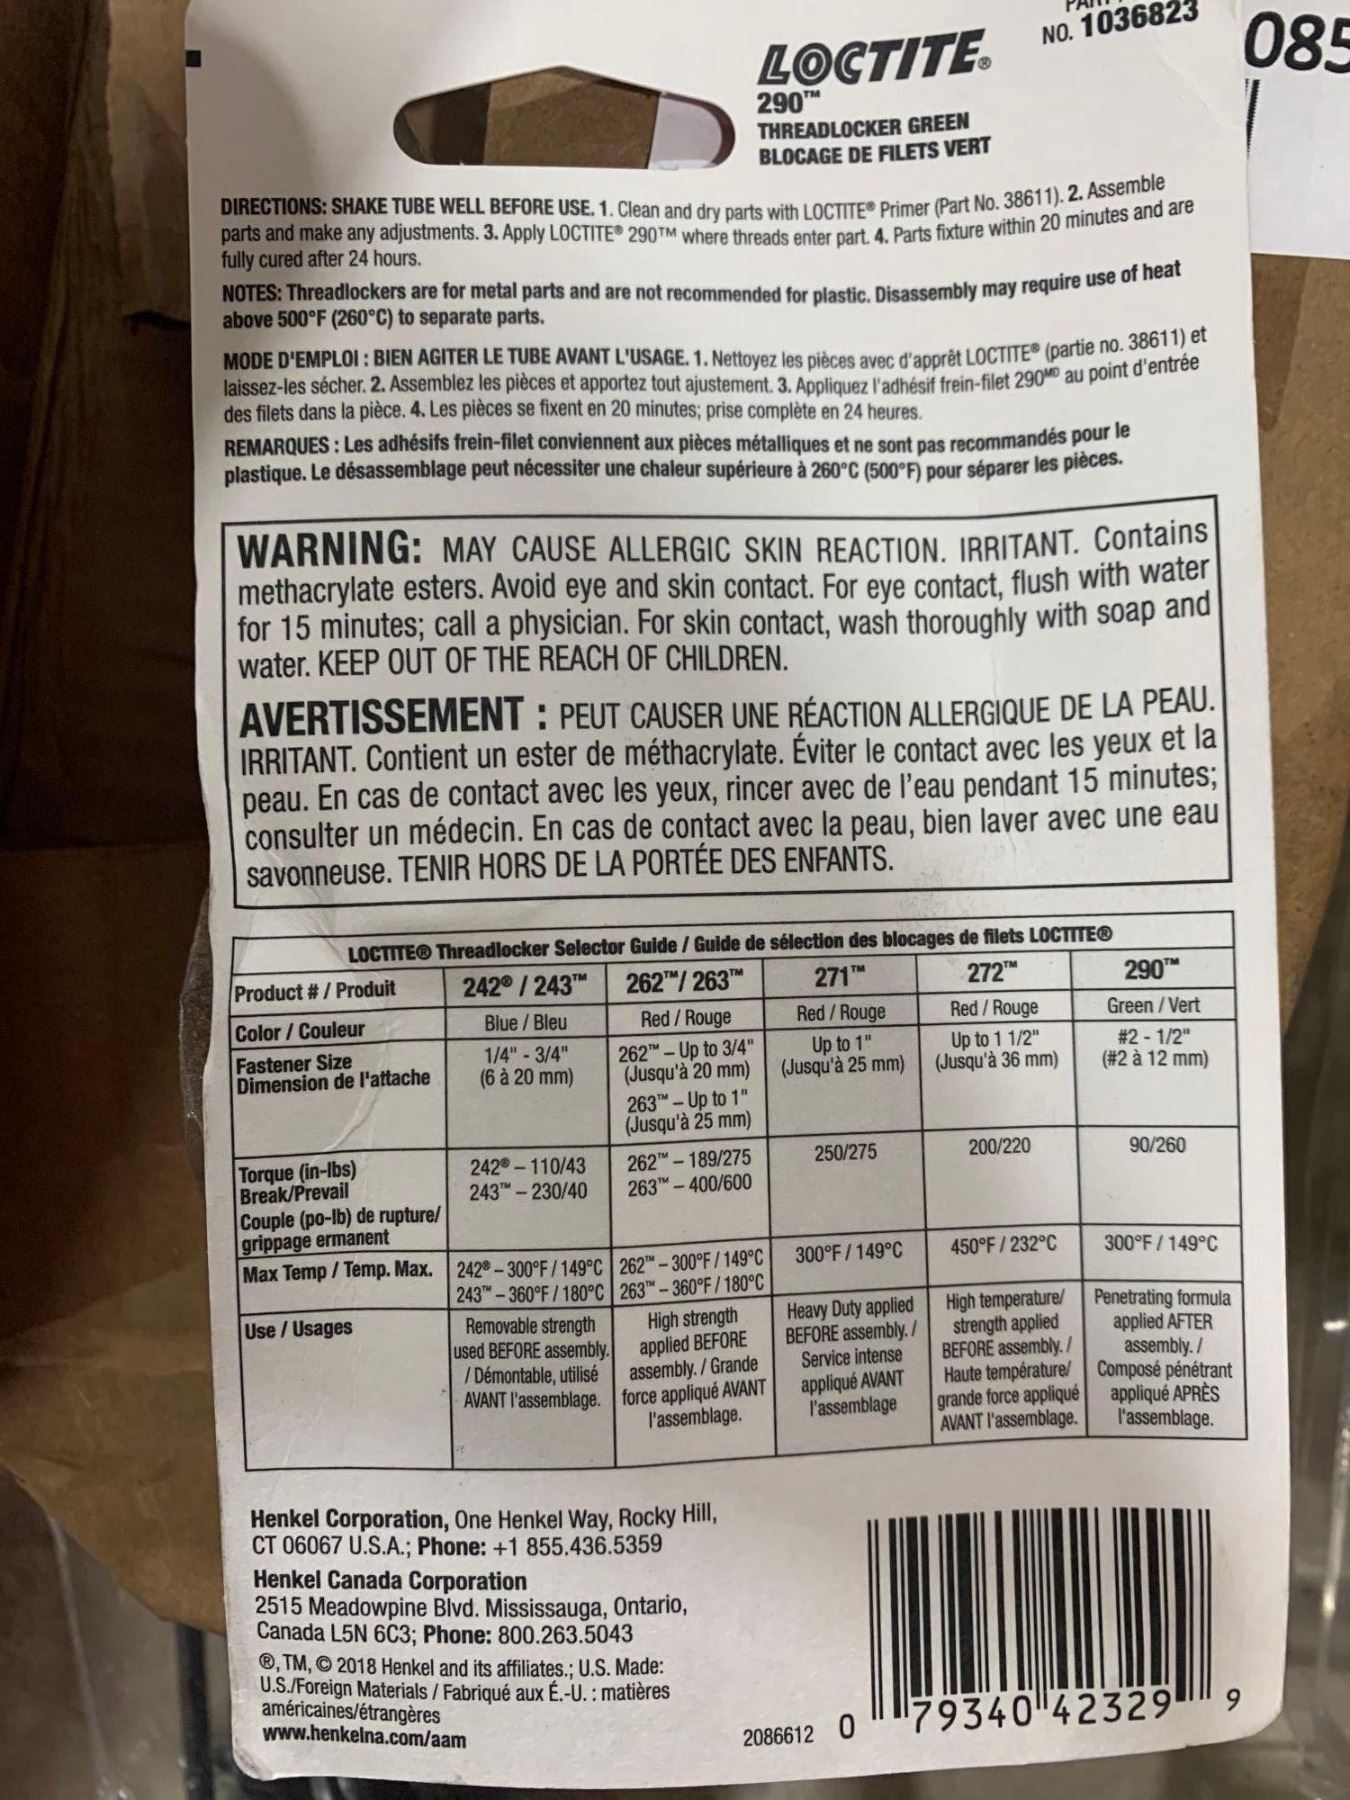 LOCTITE®
NO. 1036823
085
290™
THREADLOCKER GREEN
BLOCAGE DE FILETS VERT
DIRECTIONS: SHAKE TUBE WELL BEFORE USE. 1. Clean and dry parts with LOCTITE® Primer (Part No. 38611). 2. Assemble
parts and make any adjustments. 3. Apply LOCTITE® 290™ where threads enter part. 4. Parts fixture within 20 minutes and are
fully cured after 24 hours.
NOTES: Threadlockers are for metal parts and are not recommended for plastic. Disassembly may require use of heat
above 500°F (260°C) to separate parts.
MODE D'EMPLOI : BIEN AGITER LE TUBE AVANT L'USAGE. 1. Nettoyez les pièces avec d'apprêt LOCTITE® (partie no. 38611) et
laissez-les sécher. 2. Assemblez les pièces et apportez tout ajustement. 3. Appliquez l'adhésif frein-filet 290ᴹᴰ au point d'entrée
des filets dans la pièce. 4. Les pièces se fixent en 20 minutes; prise complète en 24 heures.
REMARQUES : Les adhésifs frein-filet conviennent aux pièces métalliques et ne sont pas recommandés pour le
plastique. Le désassemblage peut nécessiter une chaleur supérieure à 260°C (500°F) pour séparer les pièces.
WARNING: MAY CAUSE ALLERGIC SKIN REACTION. IRRITANT. Contains
methacrylate esters. Avoid eye and skin contact. For eye contact, flush with water
for 15 minutes; call a physician. For skin contact, wash thoroughly with soap and
water. KEEP OUT OF THE REACH OF CHILDREN.
AVERTISSEMENT : PEUT CAUSER UNE RÉACTION ALLERGIQUE DE LA PEAU.
IRRITANT. Contient un ester de méthacrylate. Éviter le contact avec les yeux et la
peau. En cas de contact avec les yeux, rincer avec de l'eau pendant 15 minutes;
consulter un médecin. En cas de contact avec la peau, bien laver avec une eau
savonneuse. TENIR HORS DE LA PORTÉE DES ENFANTS.
LOCTITE® Threadlocker Selector Guide / Guide de sélection des blocages de filets LOCTITE®
Product # / Produit 242® / 243™ 262™/ 263™ 271™ 272™ 290™
Color / Couleur Blue / Bleu Red / Rouge Red / Rouge Red / Rouge Green / Vert
Fastener Size 1/4" - 3/4" 262™ – Up to 3/4" Up to 1" Up to 1 1/2" #2 - 1/2"
Dimension de l'attache (6 à 20 mm) (Jusqu'à 20 mm) (Jusqu'à 25 mm) (Jusqu'à 36 mm) (#2 à 12 mm)
263™ – Up to 1"
(Jusqu'à 25 mm)
Torque (in-lbs) 242® – 110/43 262™ – 189/275 250/275 200/220 90/260
Break/Prevail 243™ – 230/40 263™ – 400/600
Couple (po-lb) de rupture/
grippage ermanent
Max Temp / Temp. Max. 242® – 300°F / 149°C 262™ – 300°F / 149°C 300°F / 149°C 450°F / 232°C 300°F / 149°C
243™ – 360°F / 180°C 263™ – 360°F / 180°C
Use / Usages Removable strength High strength Heavy Duty applied High temperature/ Penetrating formula
used BEFORE assembly. applied BEFORE BEFORE assembly. / strength applied applied AFTER
/ Démontable, utilisé assembly. / Grande Service intense BEFORE assembly. / assembly. /
AVANT l'assemblage. force appliqué AVANT appliqué AVANT Haute température/ Composé pénétrant
l'assemblage. l'assemblage grande force appliqué appliqué APRÈS
AVANT l'assemblage. l'assemblage.
Henkel Corporation, One Henkel Way, Rocky Hill,
CT 06067 U.S.A.; Phone: +1 855.436.5359
Henkel Canada Corporation
2515 Meadowpine Blvd. Mississauga, Ontario,
Canada L5N 6C3; Phone: 800.263.5043
®, TM, © 2018 Henkel and its affiliates.; U.S. Made:
U.S./Foreign Materials / Fabriqué aux É.-U. : matières
américaines/étrangères
www.henkelna.com/aam
2086612 0 79340 42329 9